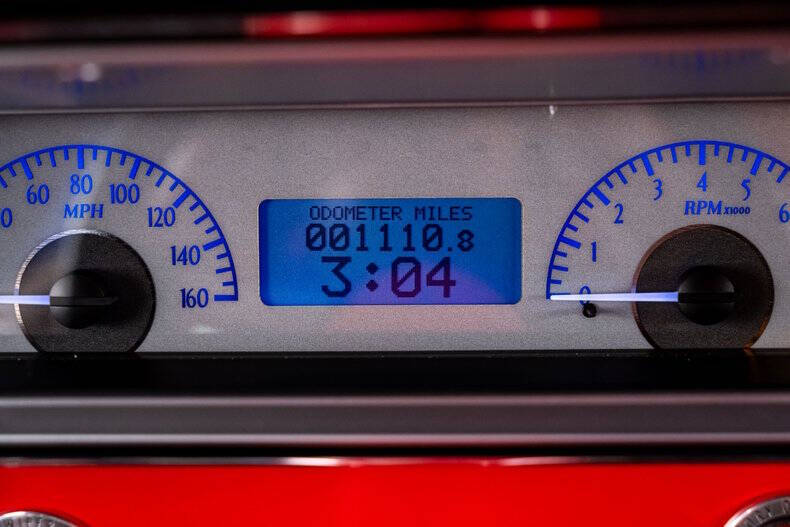 60 80 100 120 140 160
MPH
ODOMETER MILES
001110.8
3:04
0 1 2 3 4 5 6
RPM x1000